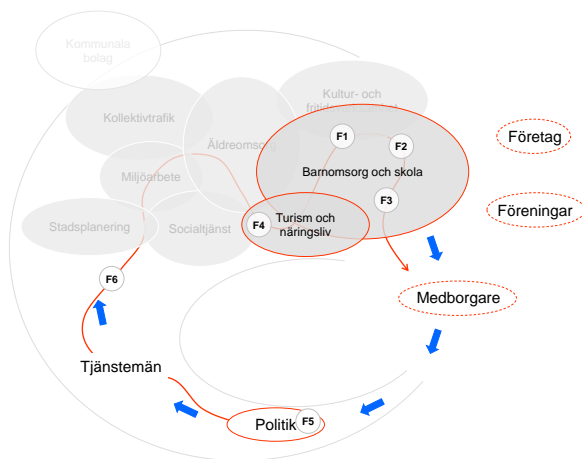 Kommunala
bolag
Kultur- och
Kollektivtrafik
F1
F2
Företag
Äldreomsorg
Barnomsorg och skola
Miljöarbete
F3
Föreningar
Stadsplanering
Socialtjänst
F4
Turism och
näringsliv
F6
Medborgare
Tjänstemän
Politik
F5